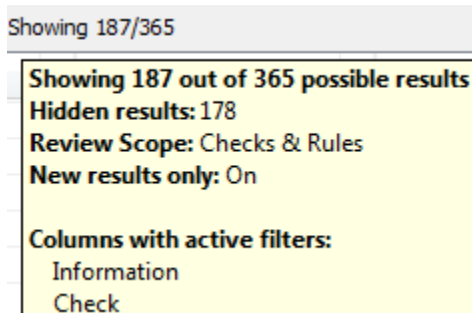 Showing 187/365
Showing 187 out of 365 possible results
Hidden results: 178
Review Scope: Checks & Rules
New results only: On
Columns with active filters:
Information
Check